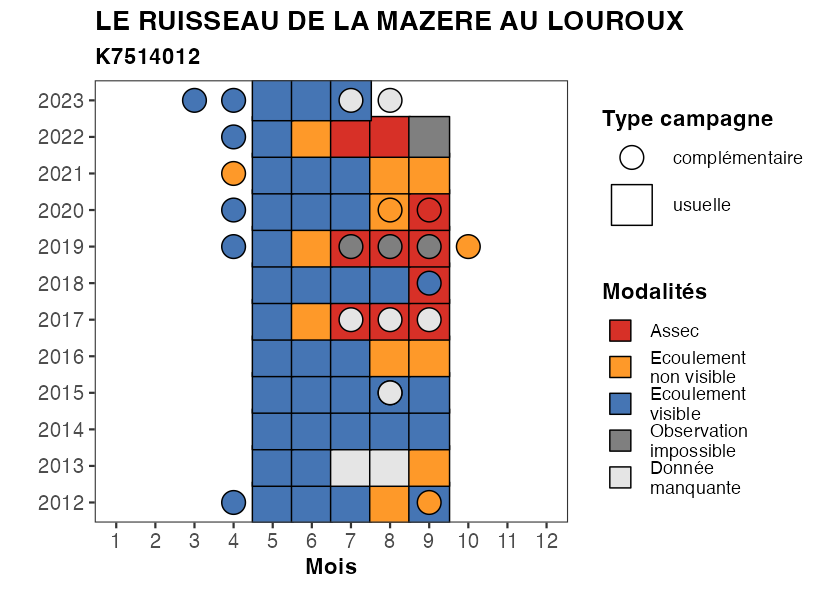 LE RUISSEAU DE LA MAZERE AU LOUROUX
K7514012
2023
2022
2021
2020
2019
2018
2017
2016
2015
2014
2013
2012
1 2 3 4 5 6 7 8 9 10 11 12
Mois
Type campagne
complémentaire
usuelle
Modalités
Assec
Ecoulement
non visible
Ecoulement
visible
Observation
impossible
Donnée
manquante